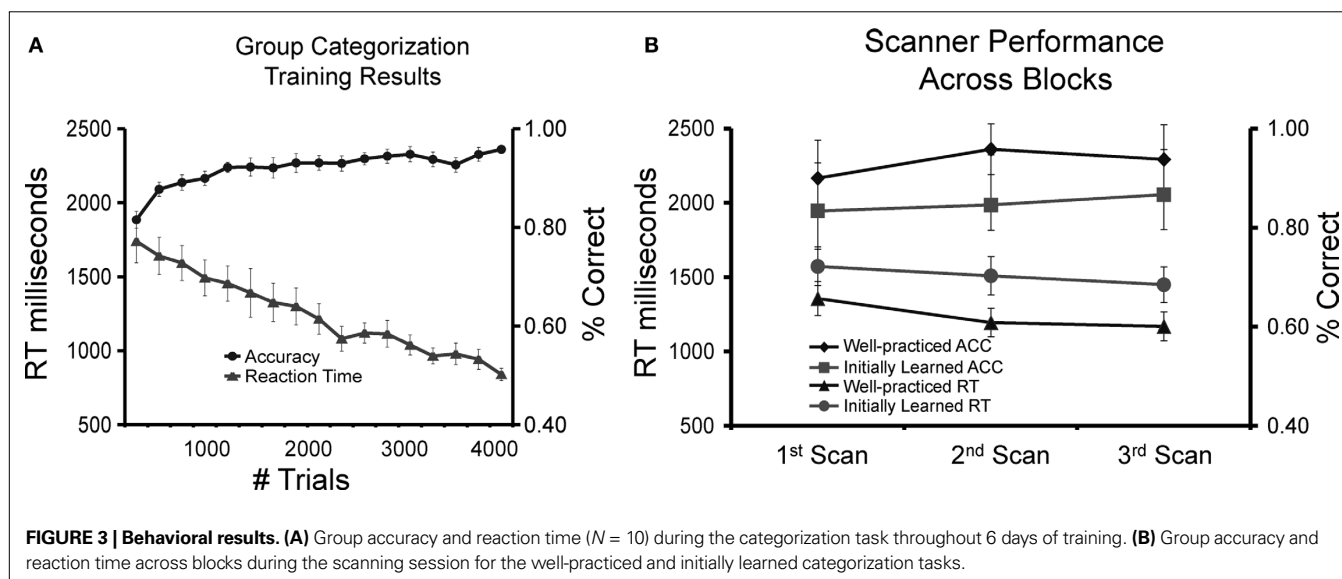 A
Group Categorization
Training Results
RT milliseconds
2500
2000
1500
1000
500
1.00
0.80
0.60
0.40
% Correct
Accuracy
Reaction Time
1000
2000
3000
4000
# Trials
B
Scanner Performance
Across Blocks
RT milliseconds
2500
2000
1500
1000
500
1.00
0.80
0.60
0.40
% Correct
Well-practiced ACC
Initially Learned ACC
Well-practiced RT
Initially Learned RT
1st Scan
2nd Scan
3rd Scan
FIGURE 3 | Behavioral results. (A) Group accuracy and reaction time (N = 10) during the categorization task throughout 6 days of training. (B) Group accuracy and
reaction time across blocks during the scanning session for the well-practiced and initially learned categorization tasks.